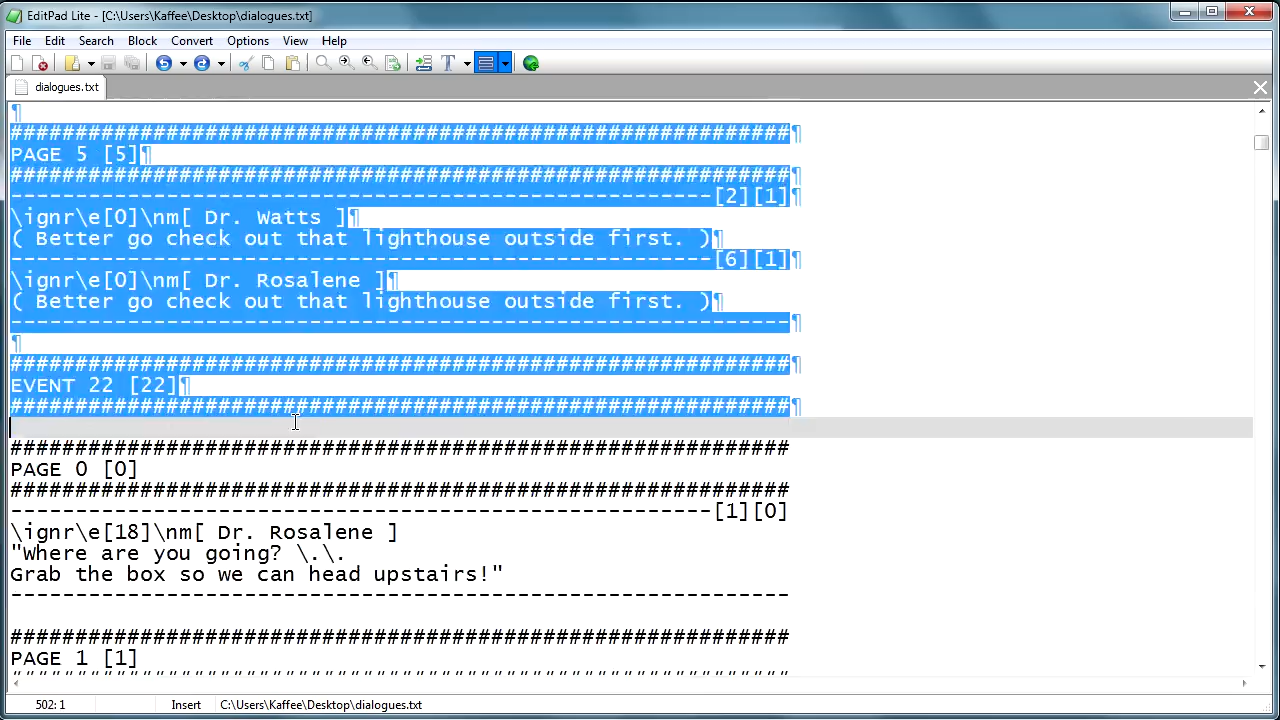 EditPad Lite - [C:\Users\Kaffee\Desktop\dialogues.txt]
File Edit Search Block Convert Options View Help
dialogues.txt
¶
############################################################¶
PAGE 5 [5]¶
############################################################¶
------------------------------------------------------[2][1]¶
\ignr\e[0]\nm[ Dr. Watts ]¶
( Better go check out that lighthouse outside first. )¶
------------------------------------------------------[6][1]¶
\ignr\e[0]\nm[ Dr. Rosalene ]¶
( Better go check out that lighthouse outside first. )¶
------------------------------------------------------------¶
¶
############################################################¶
EVENT 22 [22]¶
############################################################¶
############################################################
PAGE 0 [0]
############################################################
------------------------------------------------------[1][0]
\ignr\e[18]\nm[ Dr. Rosalene ]
"Where are you going? \.\.
Grab the box so we can head upstairs!"
------------------------------------------------------------
############################################################
PAGE 1 [1]
502: 1 Insert C:\Users\Kaffee\Desktop\dialogues.txt